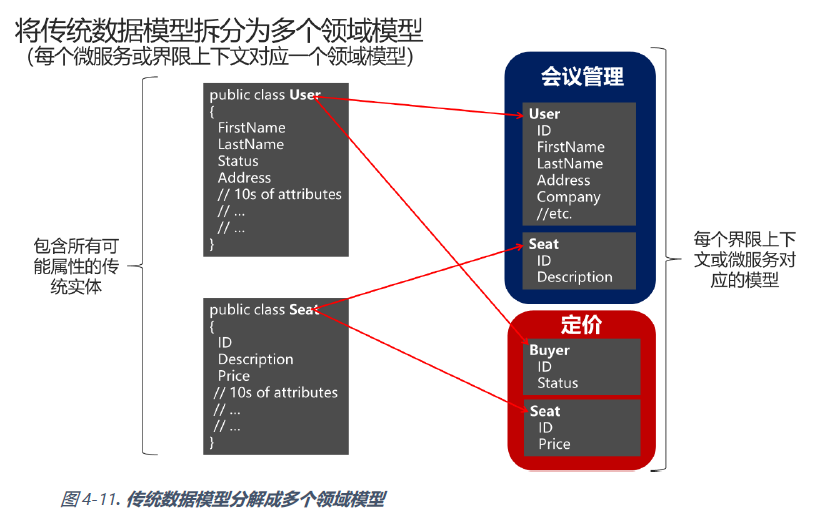 将传统数据模型拆分为多个领域模型
（每个微服务或界限上下文对应一个领域模型）
包含所有可
能属性的传
统实体
public class User
{
FirstName
LastName
Status
Address
// 10s of attributes
// ...
// ...
}
public class Seat
{
ID
Description
Price
// 10s of attributes
// ...
// ...
}
会议管理
User
ID
FirstName
LastName
Address
Company
//etc.
Seat
ID
Description
定价
Buyer
ID
Status
Seat
ID
Price
每个界限上下
文或微服务对
应的模型
图 4-11. 传统数据模型分解成多个领域模型